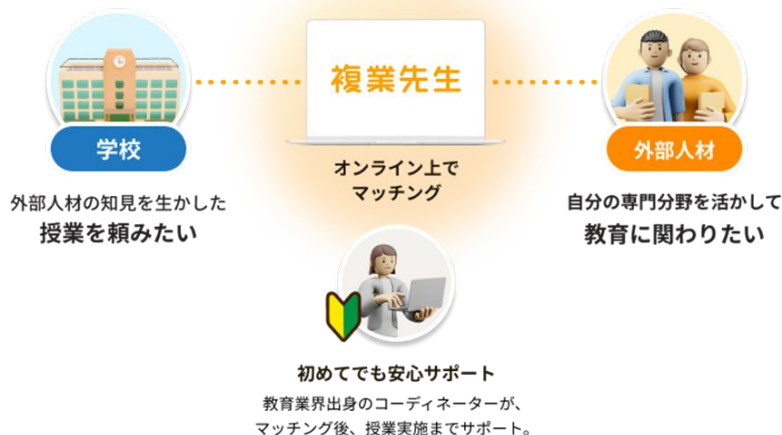 複業先生
学校
外部人材
オンライン上で
マッチング
外部人材の知見を生かした
授業を頼みたい
自分の専門分野を活かして
教育に関わりたい
初めてでも安心サポート
教育業界出身のコーディネーターが、
マッチング後、授業実施までサポート。